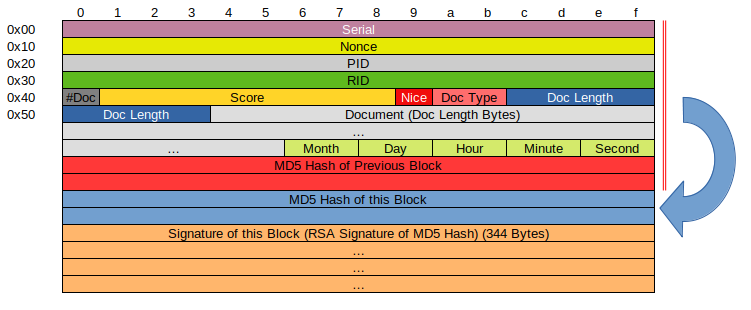 0 1 2 3 4 5 6 7 8 9 a b c d e f
0x00 Serial
0x10 Nonce
0x20 PID
0x30 RID
0x40 #Doc Score Nice Doc Type Doc Length
0x50 Doc Length Document (Doc Length Bytes)
...
... Month Day Hour Minute Second
MD5 Hash of Previous Block
MD5 Hash of this Block
Signature of this Block (RSA Signature of MD5 Hash) (344 Bytes)
...
...
...